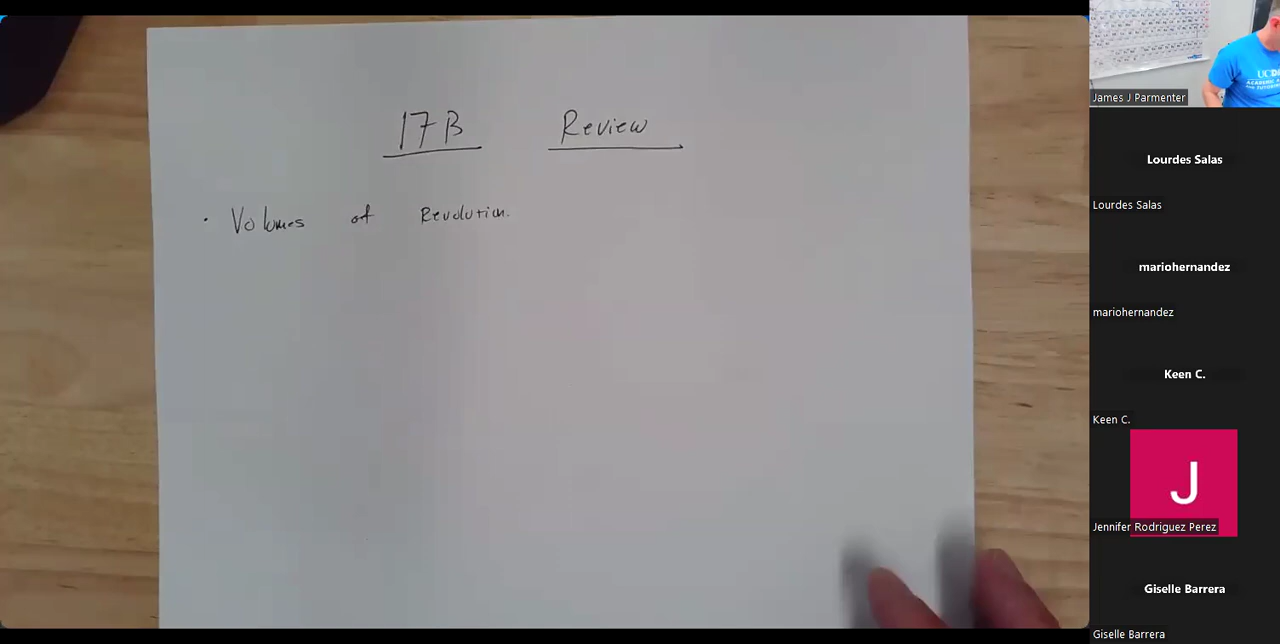 17B Review
· Volumes of Revolution.
James J Parmenter
UCD
Lourdes Salas
Lourdes Salas
mariohernandez
mariohernandez
Keen C.
Keen C.
J
Jennifer Rodriguez Perez
Giselle Barrera
Giselle Barrera